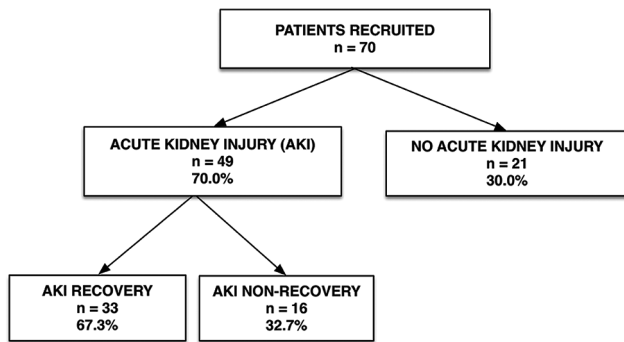 PATIENTS RECRUITED
n = 70
ACUTE KIDNEY INJURY (AKI)
n = 49
70.0%
NO ACUTE KIDNEY INJURY
n = 21
30.0%
AKI RECOVERY
n = 33
67.3%
AKI NON-RECOVERY
n = 16
32.7%